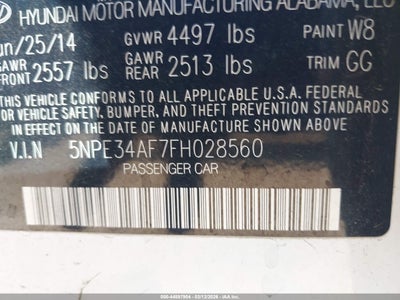 HYUNDAI MOTOR MANUFACTURING ALABAMA, LLC
un/25/14 GVWR 4497 lbs PAINT W8
GAWR FRONT 2557 lbs GAWR REAR 2513 lbs TRIM GG
THIS VEHICLE CONFORMS TO ALL APPLICABLE U.S.A. FEDERAL
MOTOR VEHICLE SAFETY, BUMPER, AND THEFT PREVENTION STANDARDS
IN EFFECT ON THE DATE OF MANUFACTURE SHOWN ABOVE.
V.I.N 5NPE34AF7FH028560
PASSENGER CAR